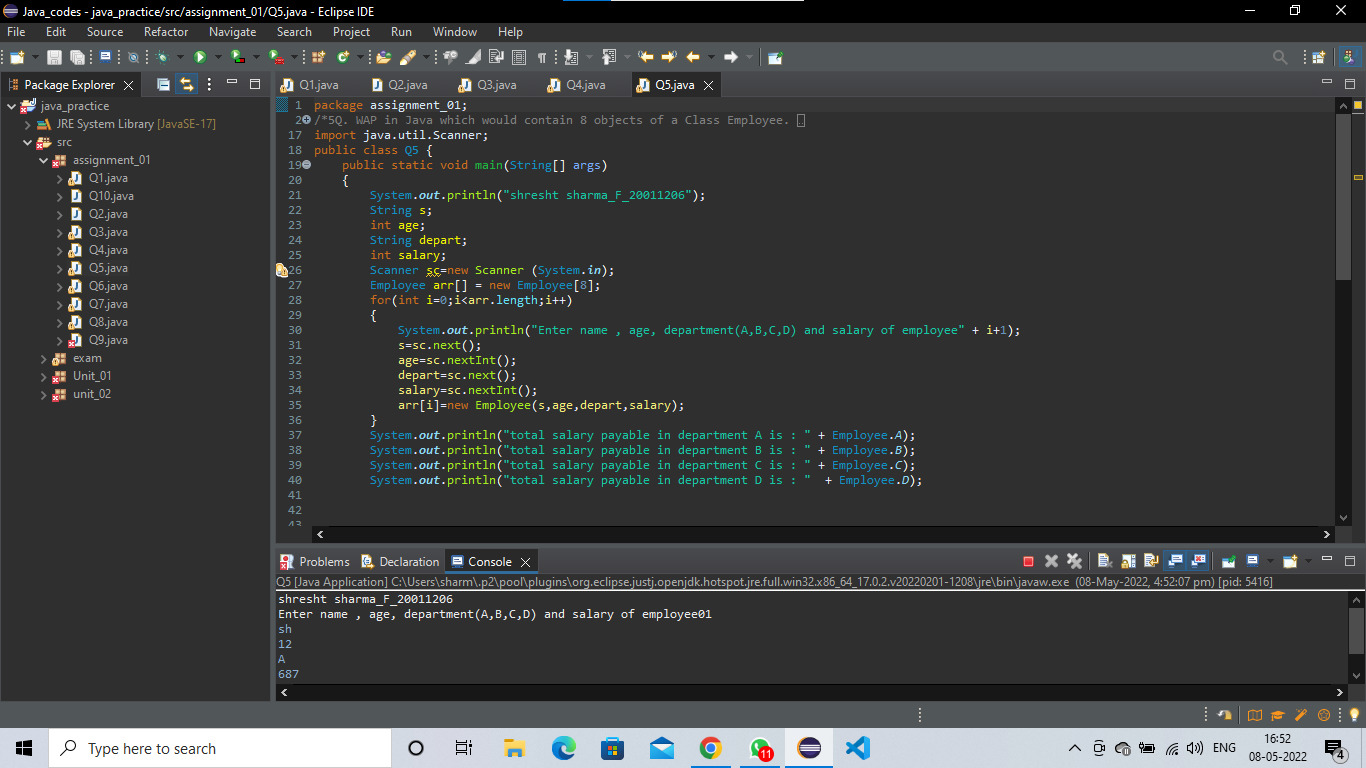 Java_codes - java_practice/src/assignment_01/Q5.java - Eclipse IDE
File Edit Source Refactor Navigate Search Project Run Window Help
Package Explorer
java_practice
JRE System Library [JavaSE-17]
src
assignment_01
Q1.java
Q10.java
Q2.java
Q3.java
Q4.java
Q5.java
Q6.java
Q7.java
Q8.java
Q9.java
exam
Unit_01
unit_02
Q1.java Q2.java Q3.java Q4.java Q5.java
1 package assignment_01;
2 /*5Q. WAP in Java which would contain 8 objects of a Class Employee.
17 import java.util.Scanner;
18 public class Q5 {
19 public static void main(String[] args)
20 {
21 System.out.println("shresht sharma_F_20011206");
22 String s;
23 int age;
24 String depart;
25 int salary;
26 Scanner sc=new Scanner (System.in);
27 Employee arr[] = new Employee[8];
28 for(int i=0;i<arr.length;i++)
29 {
30 System.out.println("Enter name , age, department(A,B,C,D) and salary of employee" + i+1);
31 s=sc.next();
32 age=sc.nextInt();
33 depart=sc.next();
34 salary=sc.nextInt();
35 arr[i]=new Employee(s,age,depart,salary);
36 }
37 System.out.println("total salary payable in department A is : " + Employee.A);
38 System.out.println("total salary payable in department B is : " + Employee.B);
39 System.out.println("total salary payable in department C is : " + Employee.C);
40 System.out.println("total salary payable in department D is : "  + Employee.D);
41
42
43
Problems Declaration Console
Q5 [Java Application] C:\Users\sharm\.p2\pool\plugins\org.eclipse.justj.openjdk.hotspot.jre.full.win32.x86_64_17.0.2.v20220201-1208\jre\bin\javaw.exe (08-May-2022, 4:52:07 pm) [pid: 5416]
shresht sharma_F_20011206
Enter name , age, department(A,B,C,D) and salary of employee01
sh
12
A
687
Type here to search
11
ENG
16:52
08-05-2022
4